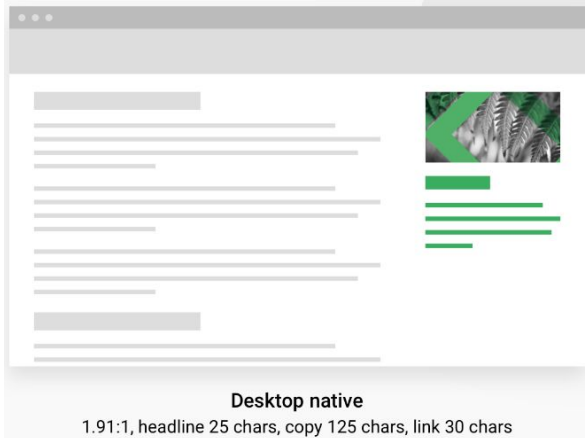 Desktop native
1.91:1, headline 25 chars, copy 125 chars, link 30 chars